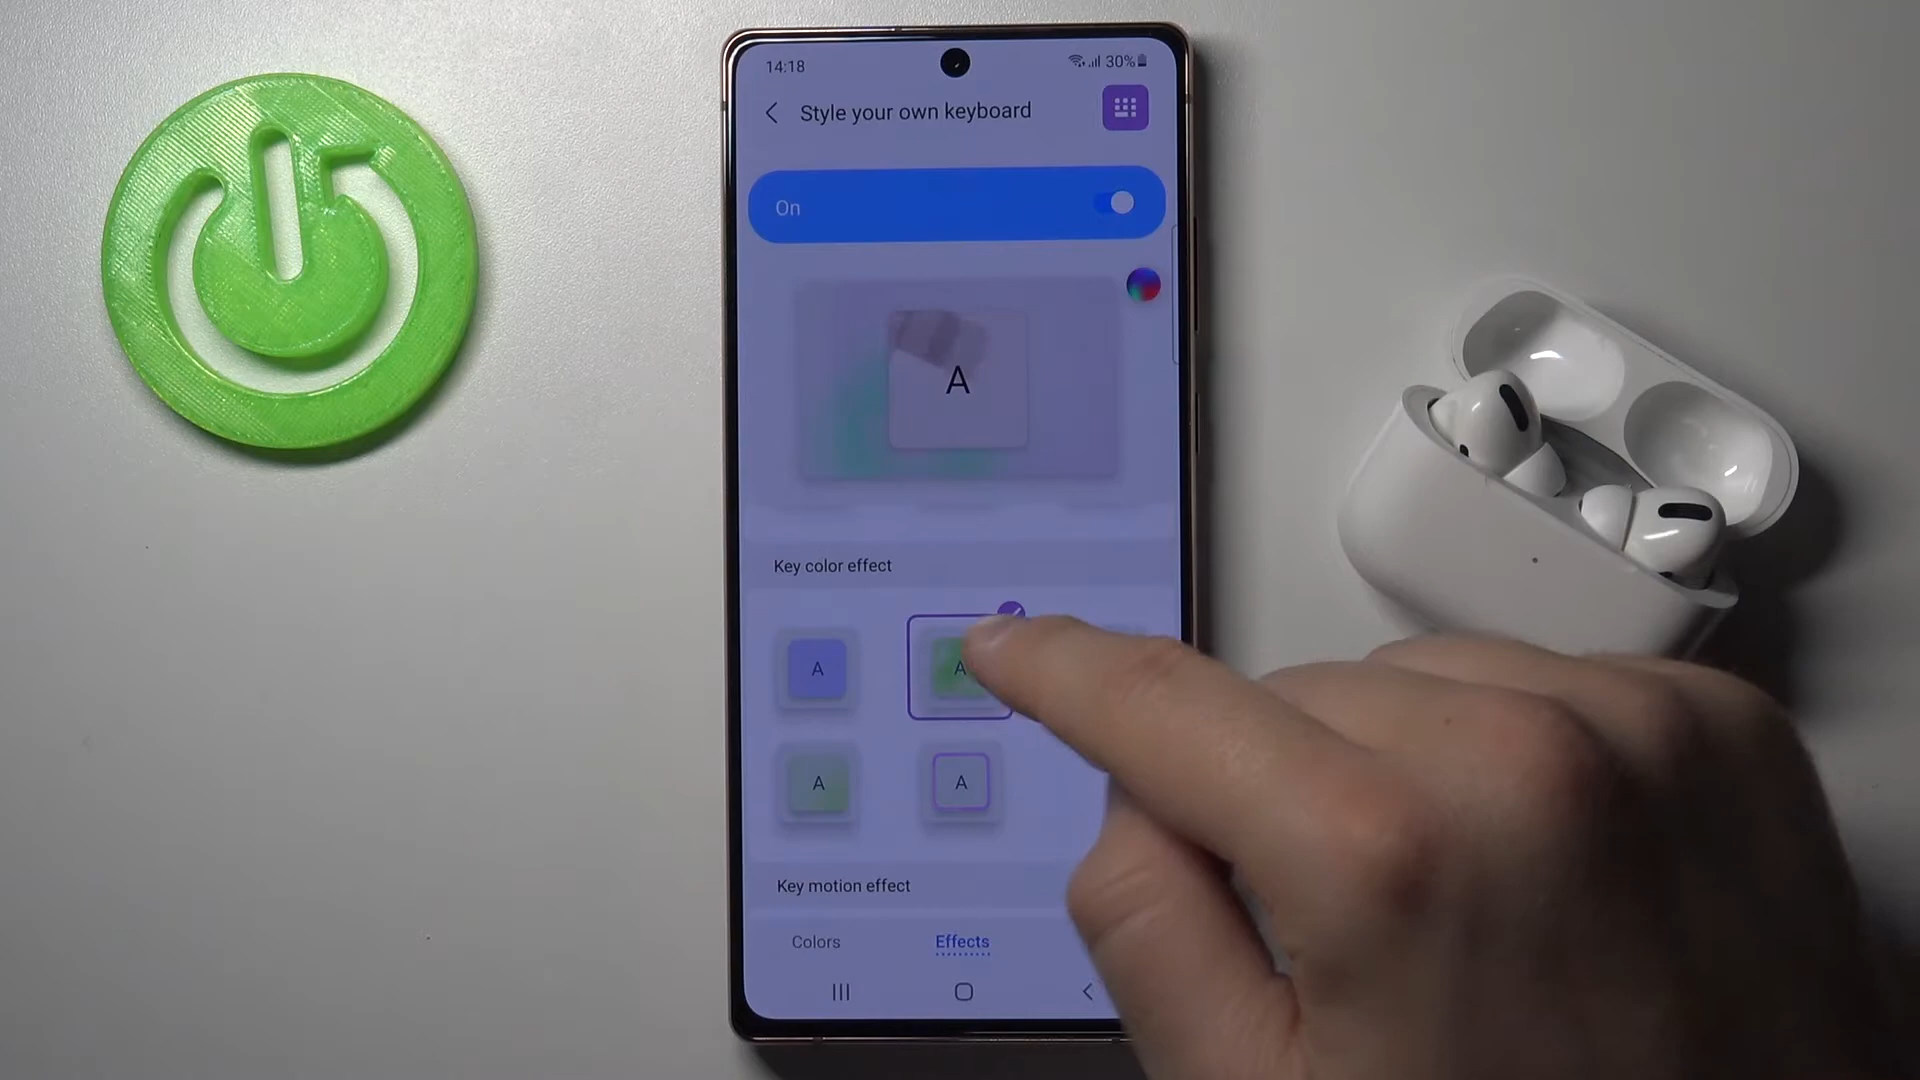 14:18
30%
Style your own keyboard
On
A
Key color effect
A
A
A
A
Key motion effect
Colors
Effects